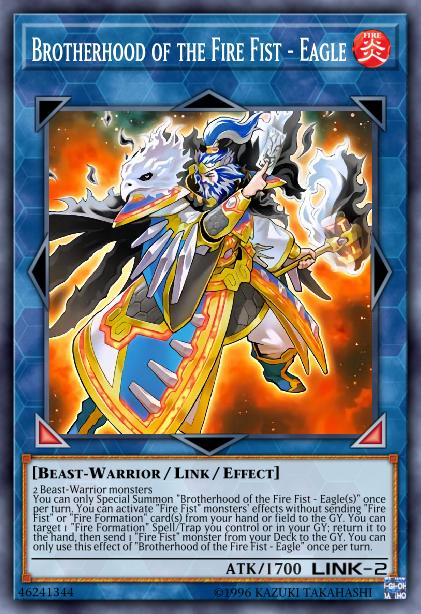 BROTHERHOOD OF THE FIRE FIST - EAGLE
FIRE
炎
[BEAST-WARRIOR / LINK / EFFECT]
2 Beast-Warrior monsters
You can only Special Summon "Brotherhood of the Fire Fist - Eagle(s)" once
per turn. You can activate "Fire Fist" monsters' effects without sending "Fire
Fist" or "Fire Formation" card(s) from your hand or field to the GY. You can
target 1 "Fire Formation" Spell/Trap you control or in your GY; return it to
the hand, then send 1 "Fire Fist" monster from your Deck to the GY. You can
only use this effect of "Brotherhood of the Fire Fist - Eagle" once per turn.
ATK/1700 LINK-2
46241344 ©1996 KAZUKI TAKAHASHI